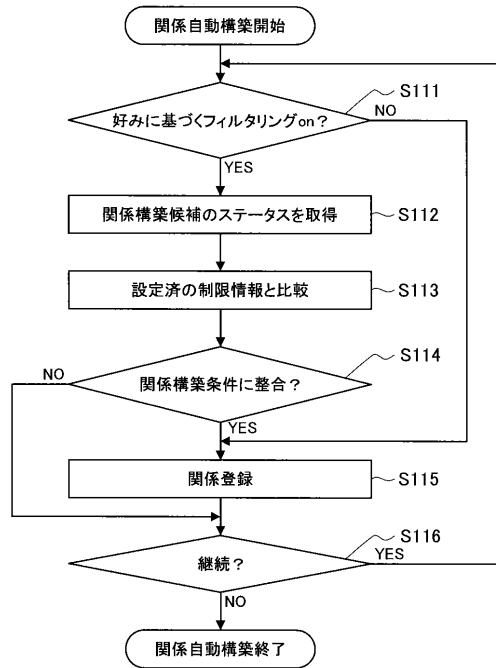 関係自動構築開始
S111
好みに基づくフィルタリングon?
NO
YES
関係構築候補のステータスを取得
S112
設定済の制限情報と比較
S113
S114
NO
関係構築条件に整合?
YES
関係登録
S115
S116
継続?
YES
NO
関係自動構築終了